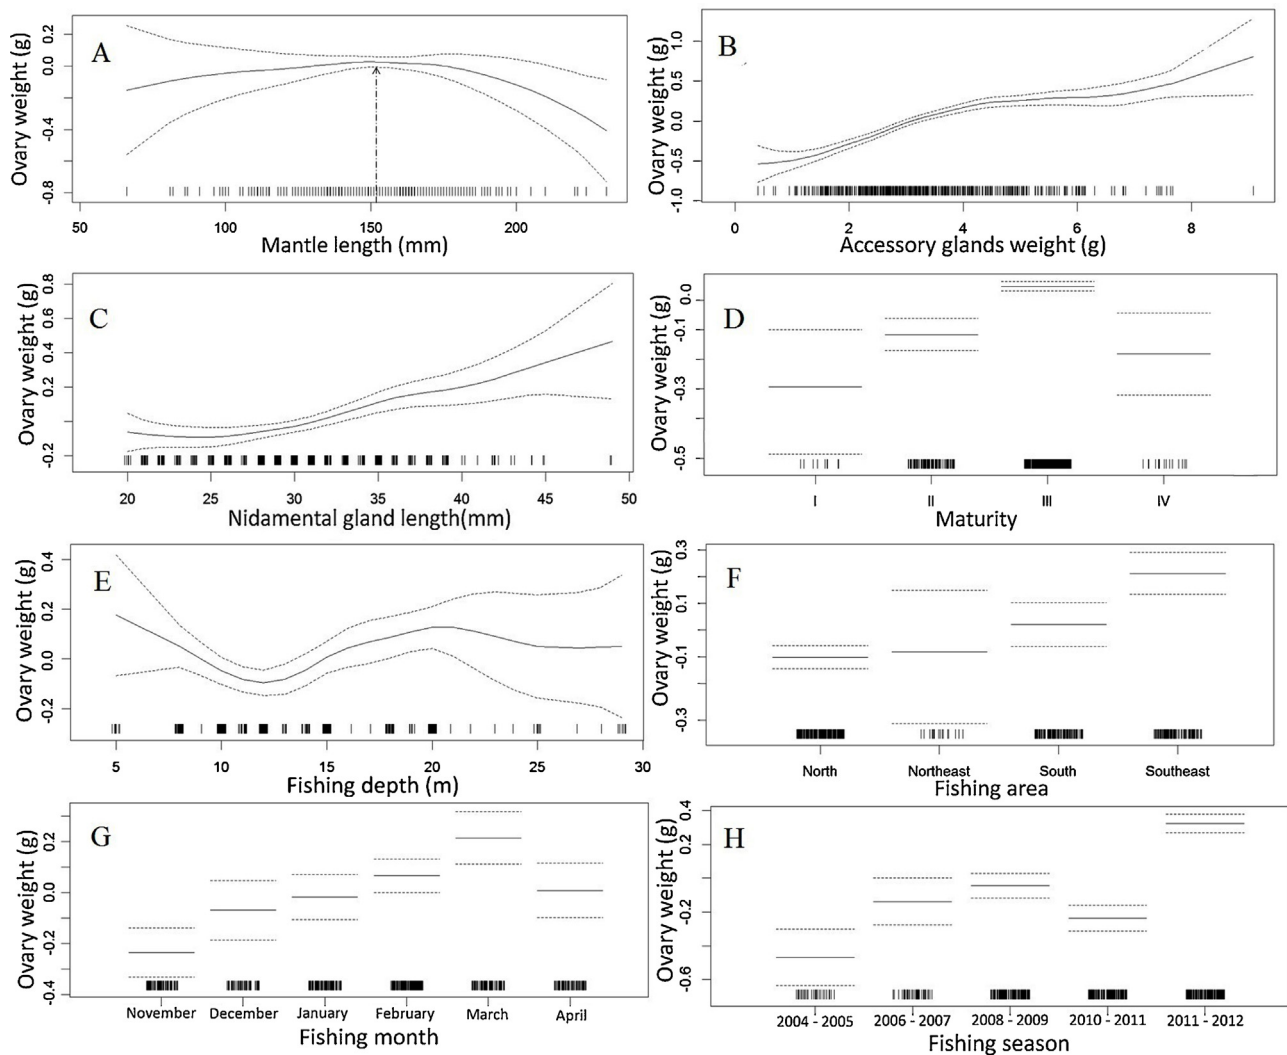 A
Ovary weight (g)
0.2
0.0
-0.4
-0.8
50 100 150 200
Mantle length (mm)
B
Ovary weight (g)
1.0
0.5
0.0
-0.5
-1.0
0 2 4 6 8
Accessory glands weight (g)
C
Ovary weight (g)
0.8
0.6
0.4
0.2
-0.2
20 25 30 35 40 45 50
Nidamental gland length(mm)
D
Ovary weight (g)
0.0
-0.1
-0.3
-0.5
I II III IV
Maturity
E
Ovary weight (g)
0.4
0.2
0.0
-0.2
5 10 15 20 25 30
Fishing depth (m)
F
Ovary weight (g)
0.3
0.1
-0.1
-0.3
North Northeast South Southeast
Fishing area
G
Ovary weight (g)
0.2
0.0
-0.2
-0.4
November December January February March April
Fishing month
H
Ovary weight (g)
0.4
-0.2
-0.6
2004 - 2005 2006 - 2007 2008 - 2009 2010 - 2011 2011 - 2012
Fishing season